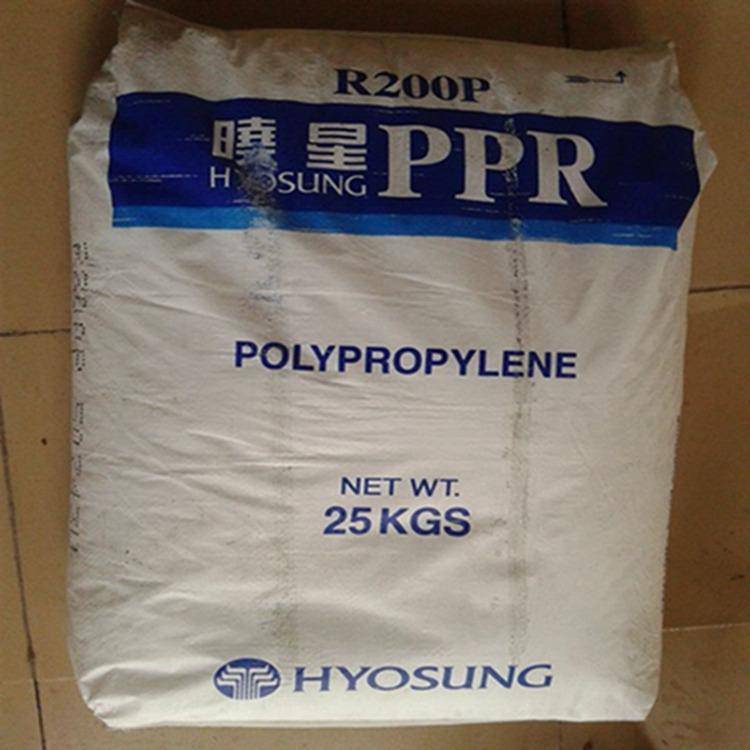 R200P
曉星 PPR
HYOSUNG
POLYPROPYLENE
NET WT.
25 KGS
HYOSUNG